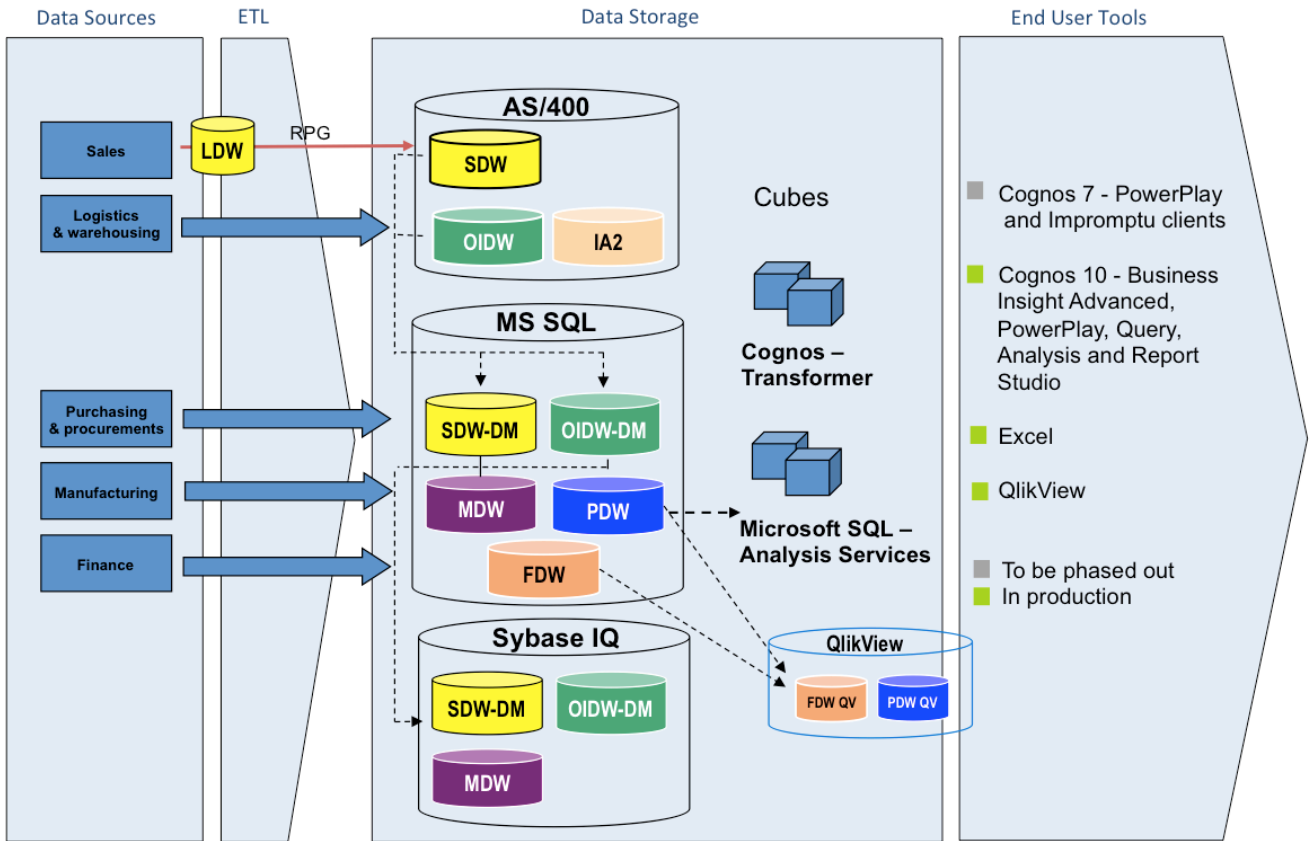 Data Sources
ETL
Data Storage
End User Tools
Sales
LDW
RPG
Logistics
& warehousing
Purchasing
& procurements
Manufacturing
Finance
AS/400
SDW
OIDW
IA2
MS SQL
SDW-DM
OIDW-DM
MDW
PDW
FDW
Sybase IQ
SDW-DM
OIDW-DM
MDW
Cubes
Cognos –
Transformer
Microsoft SQL –
Analysis Services
QlikView
FDW QV
PDW QV
Cognos 7 - PowerPlay
and Impromptu clients
Cognos 10 - Business
Insight Advanced,
PowerPlay, Query,
Analysis and Report
Studio
Excel
QlikView
To be phased out
In production